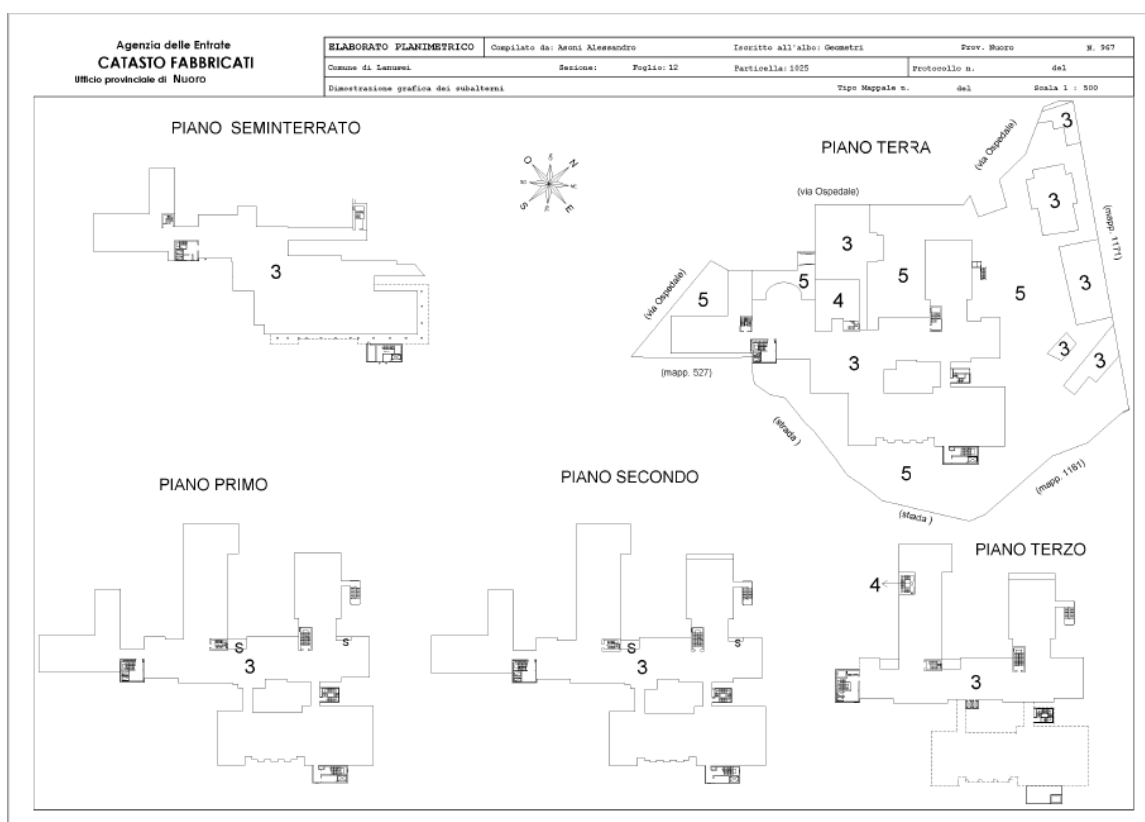 Agenzia delle Entrate
CATASTO FABBRICATI
Ufficio provinciale di Nuoro
ELABORATO PLANIMETRICO
Compilato da: Asoni Alessandro
Iscritto all'albo: Geometri
Prov. Nuoro
N. 967
Comune di Lanusei
Sezione:
Foglio: 12
Particella: 1025
Protocollo n.
del
Dimostrazione grafica dei subalterni
Tipo Mappale n.
del
Scala 1 : 500
PIANO SEMINTERRATO
3
N
E
S
O
PIANO TERRA
(via Ospedale)
(via Ospedale)
(via Ospedale)
3
3
(mapp. 1171)
3
3
3
3
5
5
4
5
5
3
(mapp. 527)
(strada )
5
(strada )
(mapp. 1181)
PIANO PRIMO
S
S
3
PIANO SECONDO
S
S
3
PIANO TERZO
4
3